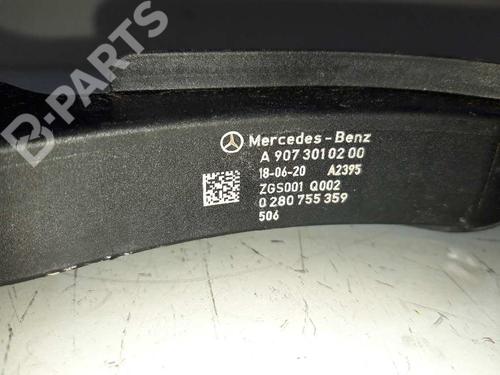 B-PARTS
Mercedes-Benz
A 907 301 02 00
18-06-20 A2395
ZGS001 Q002
0 280 755 359
506